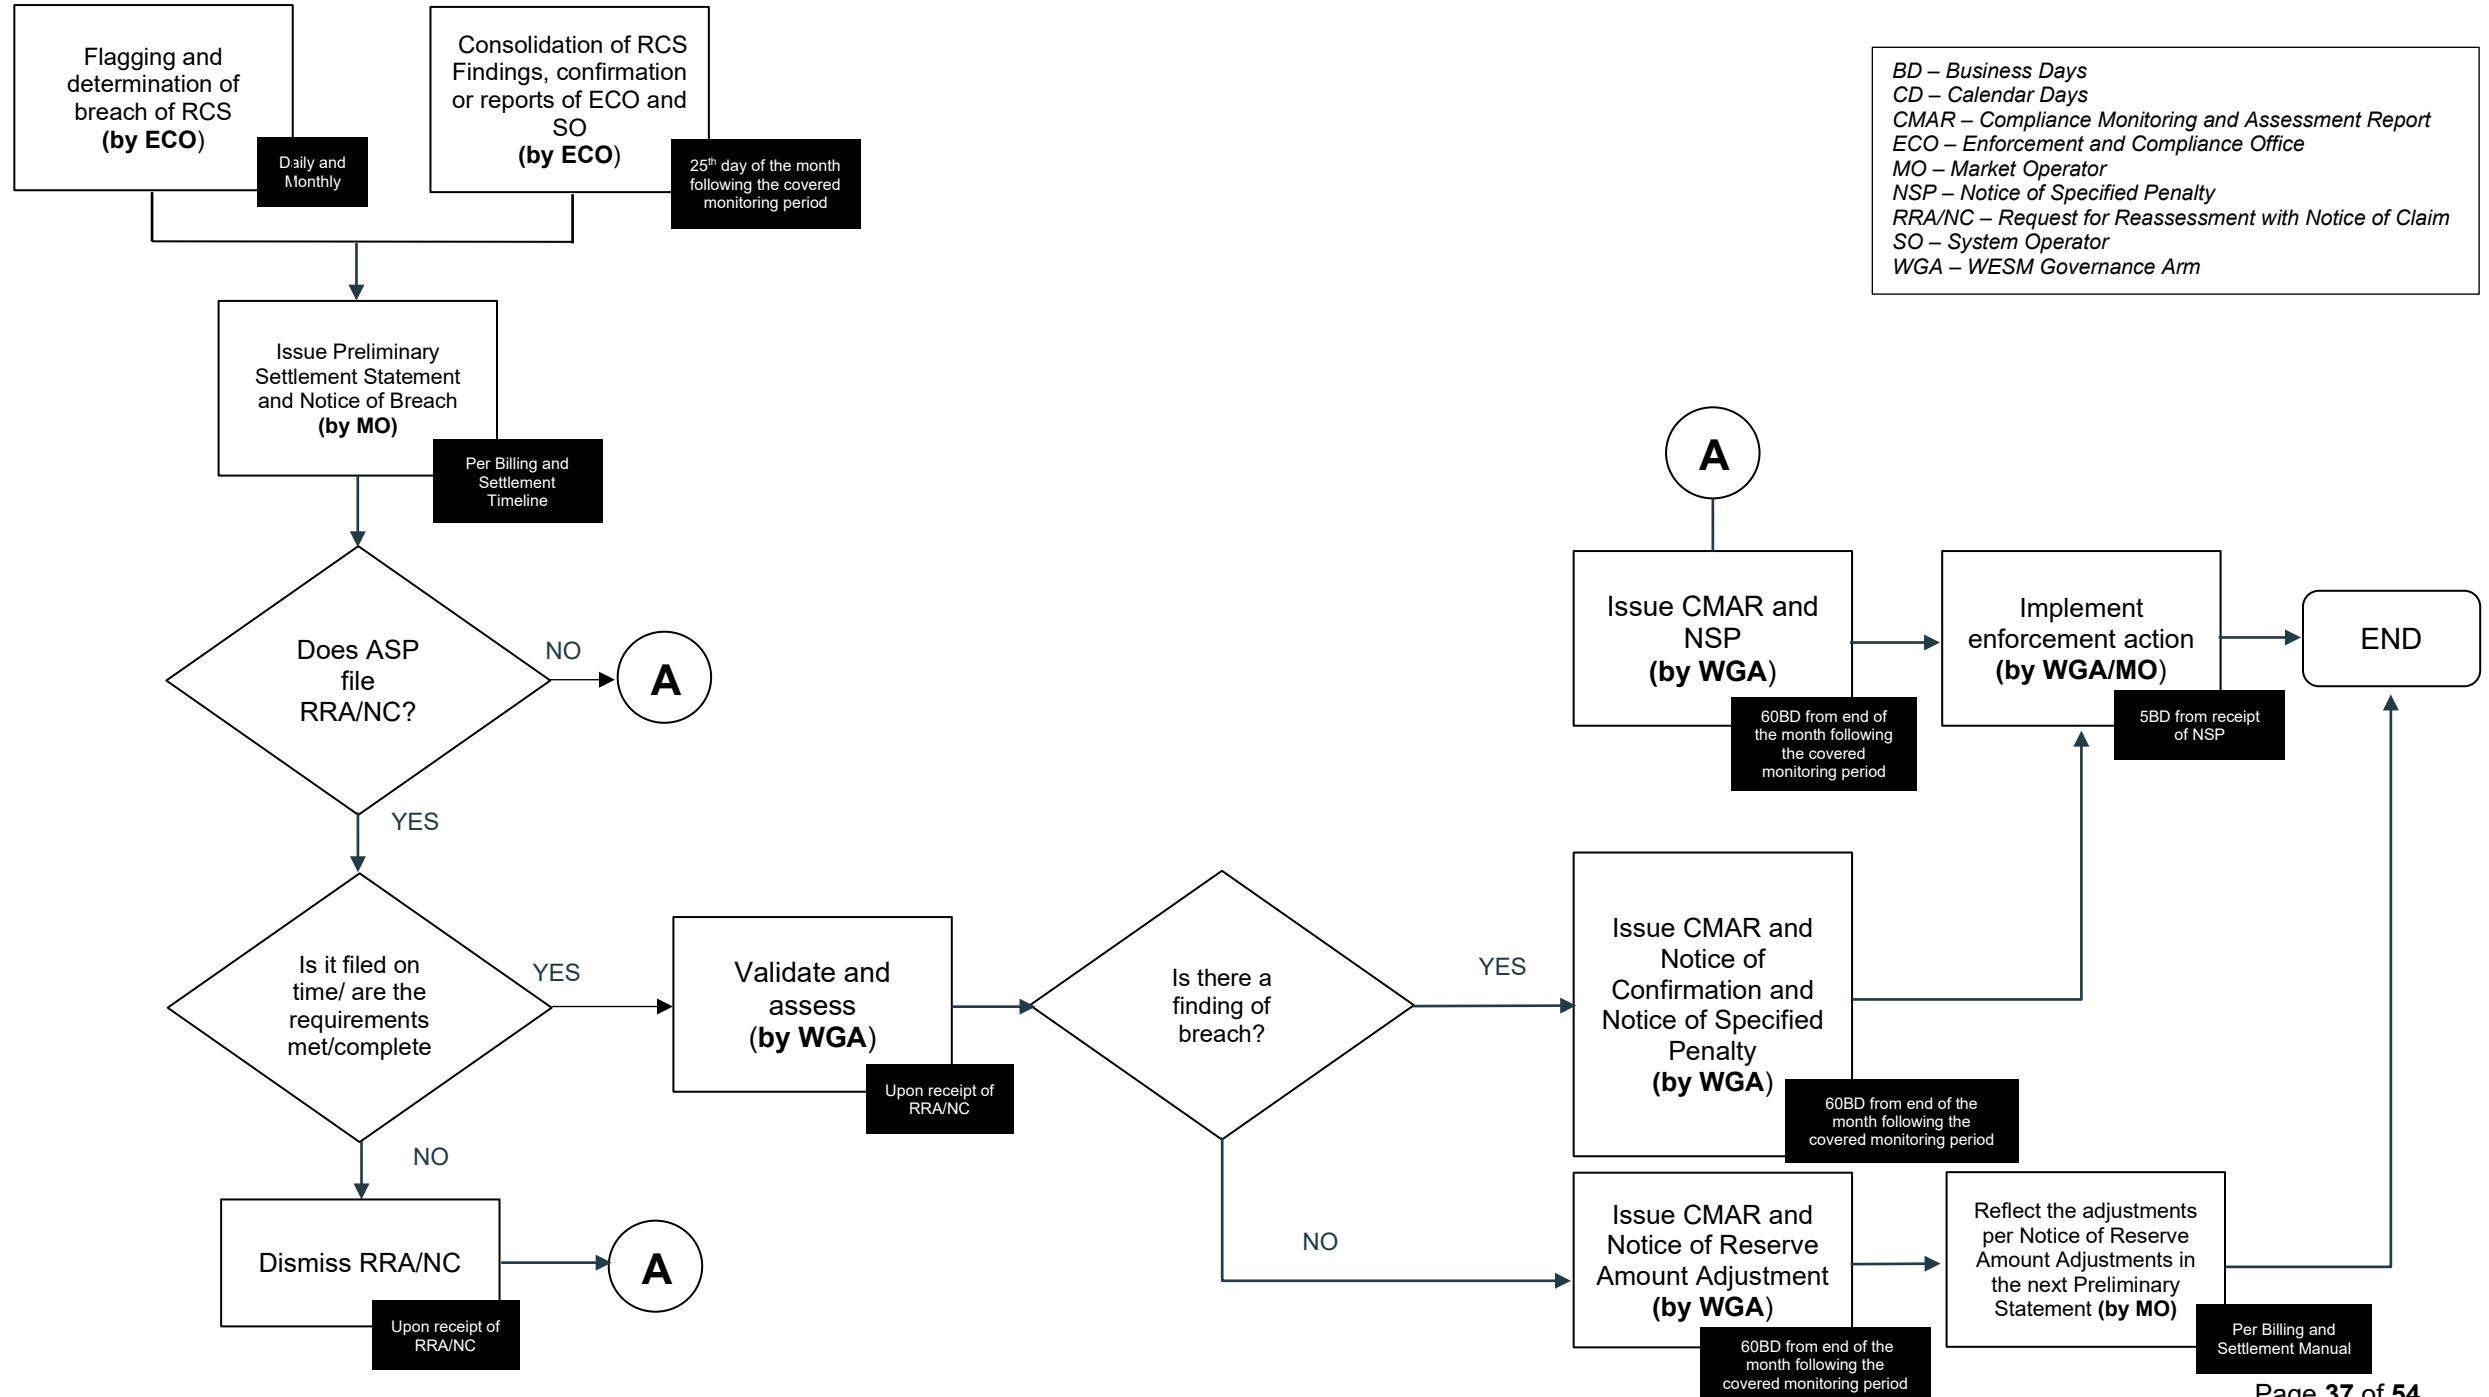 Flagging and
determination of
breach of RCS
(by ECO)
Daily and
Monthly
Consolidation of RCS
Findings, confirmation
or reports of ECO and
SO
(by ECO)
25th day of the month
following the covered
monitoring period
BD – Business Days
CD – Calendar Days
CMAR – Compliance Monitoring and Assessment Report
ECO – Enforcement and Compliance Office
MO – Market Operator
NSP – Notice of Specified Penalty
RRA/NC – Request for Reassessment with Notice of Claim
SO – System Operator
WGA – WESM Governance Arm
Issue Preliminary
Settlement Statement
and Notice of Breach
(by MO)
Per Billing and
Settlement
Timeline
Does ASP
file
RRA/NC?
NO
A
YES
A
Issue CMAR and
NSP
(by WGA)
60BD from end of
the month following
the covered
monitoring period
Implement
enforcement action
(by WGA/MO)
5BD from receipt
of NSP
END
Is it filed on
time/ are the
requirements
met/complete
YES
NO
Validate and
assess
(by WGA)
Upon receipt of
RRA/NC
Is there a
finding of
breach?
YES
NO
Issue CMAR and
Notice of
Confirmation and
Notice of Specified
Penalty
(by WGA)
60BD from end of the
month following the
covered monitoring period
Dismiss RRA/NC
Upon receipt of
RRA/NC
A
Issue CMAR and
Notice of Reserve
Amount Adjustment
(by WGA)
60BD from end of the
month following the
covered monitoring period
Reflect the adjustments
per Notice of Reserve
Amount Adjustments in
the next Preliminary
Statement (by MO)
Per Billing and
Settlement Manual
Page 37 of 54